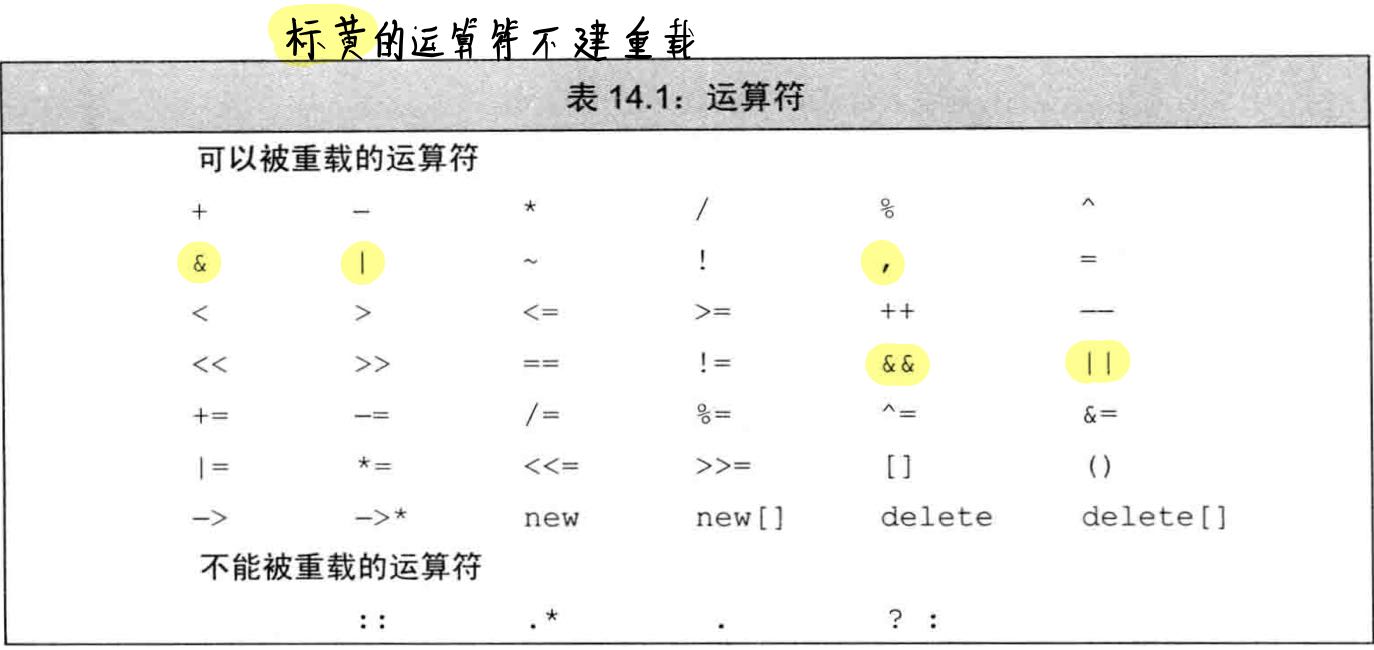 标黄的运算符不建重载
表 14.1：运算符
可以被重载的运算符
+ — * / % ^
& | ~ ! , =
< > <= >= ++ ——
<< >> == != && ||
+= —= /= %= ^= &=
|= *= <<= >>= [] ()
—> —>* new new[] delete delete[]
不能被重载的运算符
:: .* . ? :